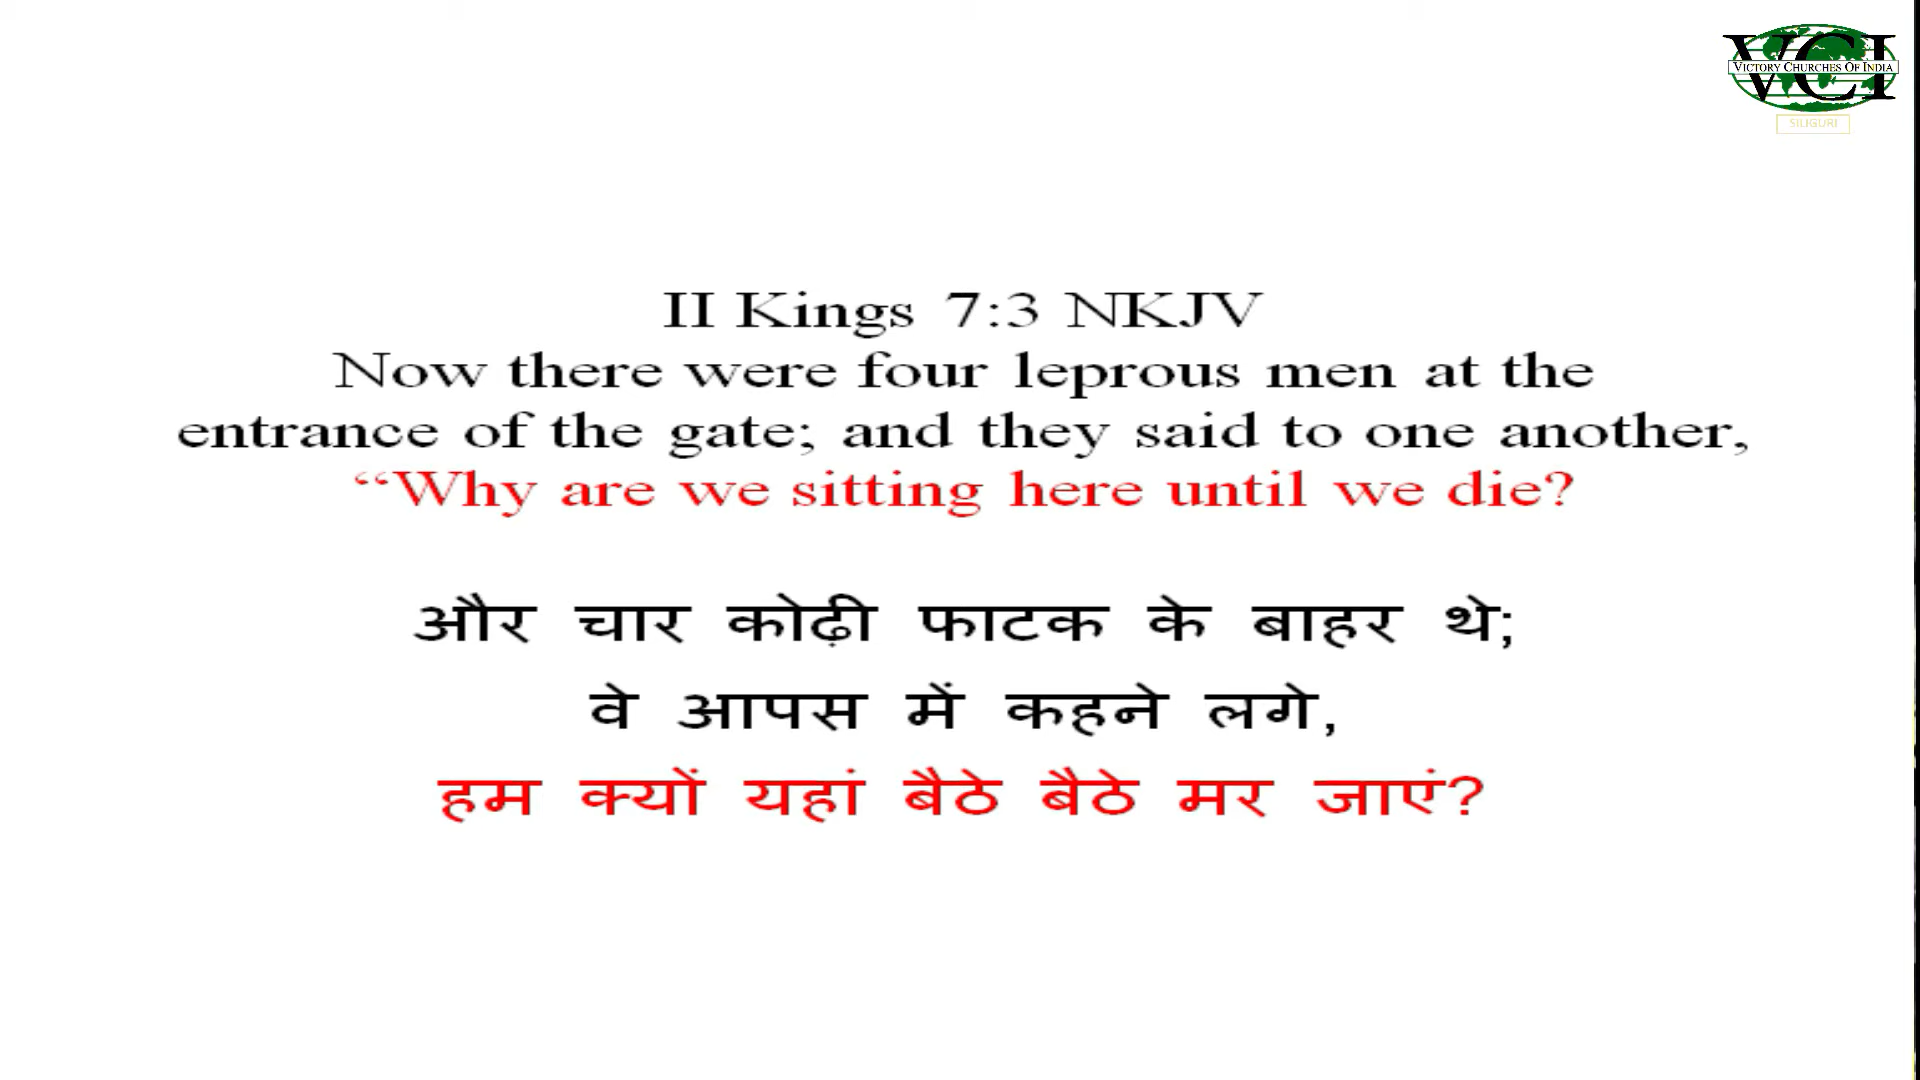 VCI
VICTORY CHURCHES OF INDIA
SILIGURI
II Kings 7:3 NKJV
Now there were four leprous men at the
entrance of the gate; and they said to one another,
“Why are we sitting here until we die?
और चार कोढ़ी फाटक के बाहर थे;
वे आपस में कहने लगे,
हम क्यों यहां बैठे बैठे मर जाएं?